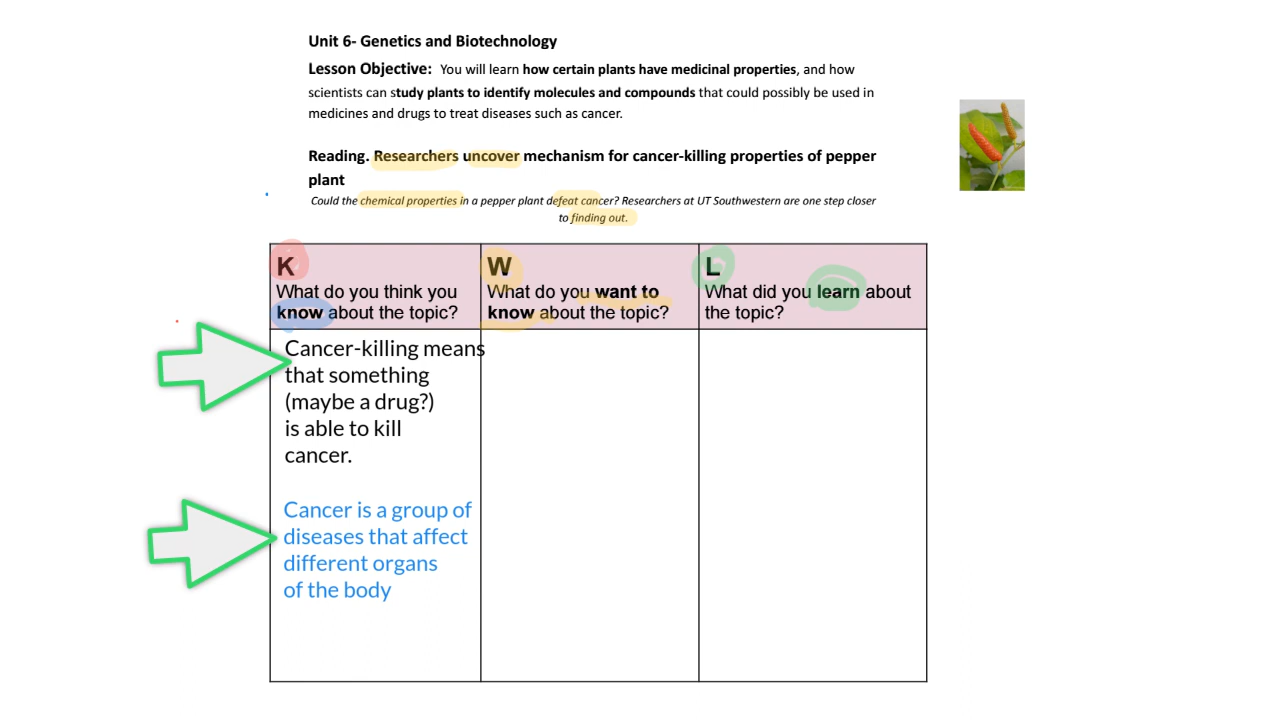 Unit 6- Genetics and Biotechnology
Lesson Objective: You will learn how certain plants have medicinal properties, and how
scientists can study plants to identify molecules and compounds that could possibly be used in
medicines and drugs to treat diseases such as cancer.
Reading. Researchers uncover mechanism for cancer-killing properties of pepper
plant
Could the chemical properties in a pepper plant defeat cancer? Researchers at UT Southwestern are one step closer
to finding out.
K
What do you think you
know about the topic?
W
What do you want to
know about the topic?
L
What did you learn about
the topic?
Cancer-killing means
that something
(maybe a drug?)
is able to kill
cancer.
Cancer is a group of
diseases that affect
different organs
of the body